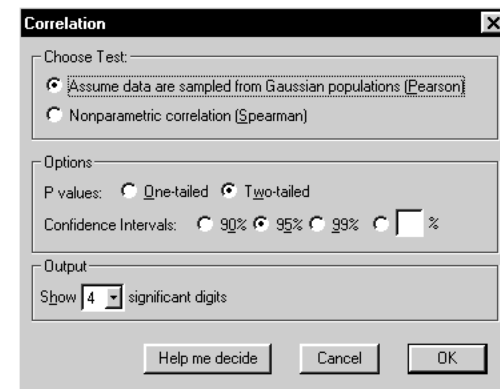 Correlation
Choose Test:
Assume data are sampled from Gaussian populations (Pearson)
Nonparametric correlation (Spearman)
Options
P values: One-tailed Two-tailed
Confidence Intervals: 90% 95% 99% %
Output
Show 4 significant digits
Help me decide Cancel OK